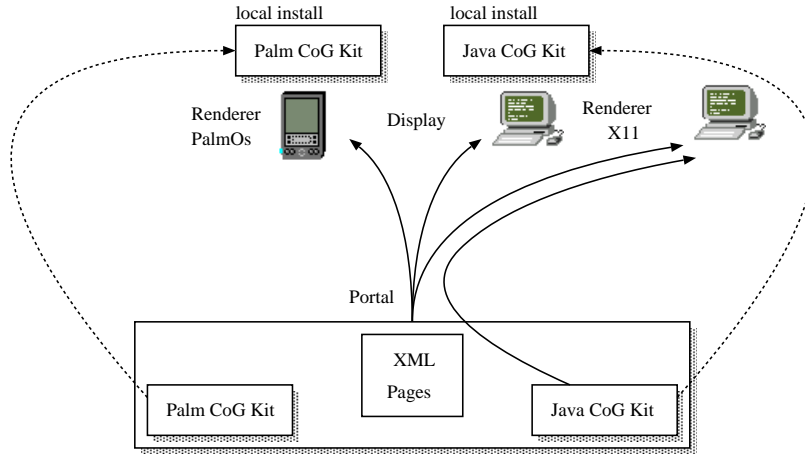 local install
local install
Palm CoG Kit
Java CoG Kit
Renderer
PalmOs
Display
Renderer
X11
Portal
XML
Pages
Palm CoG Kit
Java CoG Kit